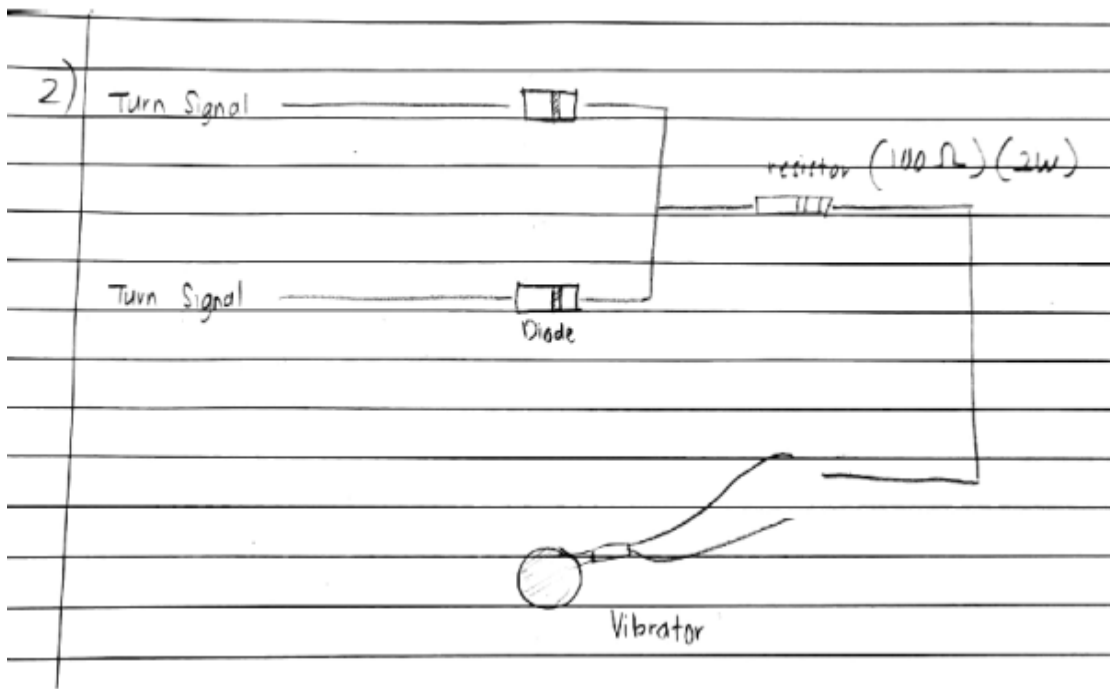 2)
Turn Signal
resistor (100 Ω) (2W)
Turn Signal
Diode
Vibrator